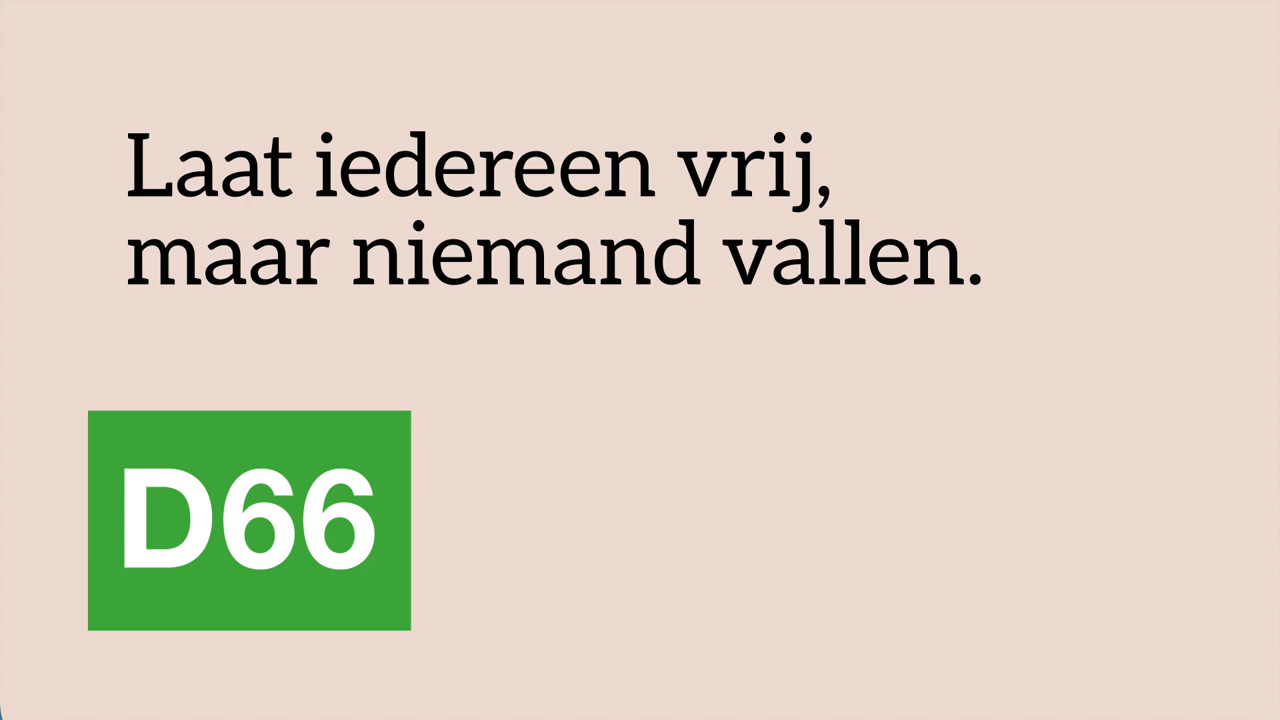 Laat iedereen vrij,
maar niemand vallen.
D66